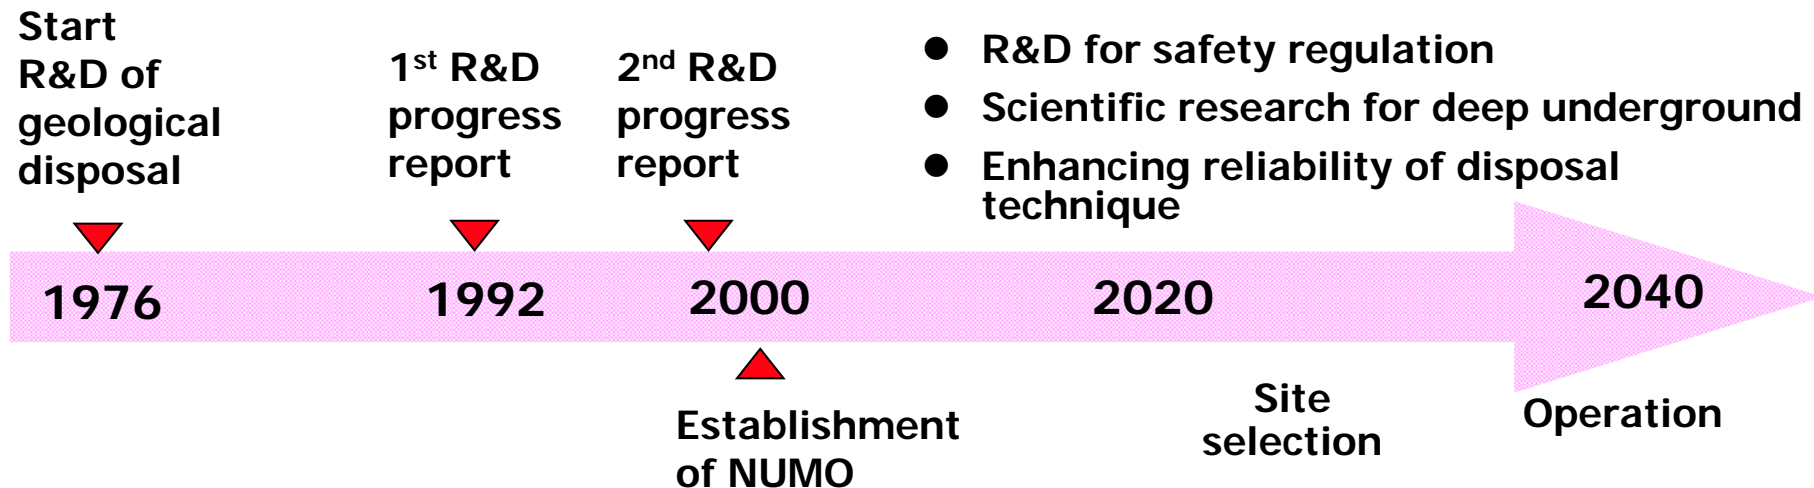 Start
R&D of
geological
disposal
1st R&D
progress
report
2nd R&D
progress
report
● R&D for safety regulation
● Scientific research for deep underground
● Enhancing reliability of disposal
technique
1976
1992
2000
2020
2040
Establishment
of NUMO
Site
selection
Operation